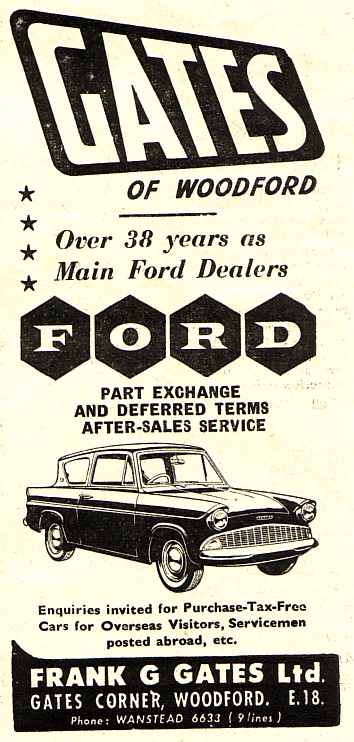 GATES
OF WOODFORD
Over 38 years as
Main Ford Dealers
FORD
PART EXCHANGE
AND DEFERRED TERMS
AFTER-SALES SERVICE
Enquiries invited for Purchase-Tax-Free
Cars for Overseas Visitors, Servicemen
posted abroad, etc.
FRANK G GATES Ltd.
GATES CORNER, WOODFORD. E.18.
Phone: WANSTEAD 6633 (9 lines)